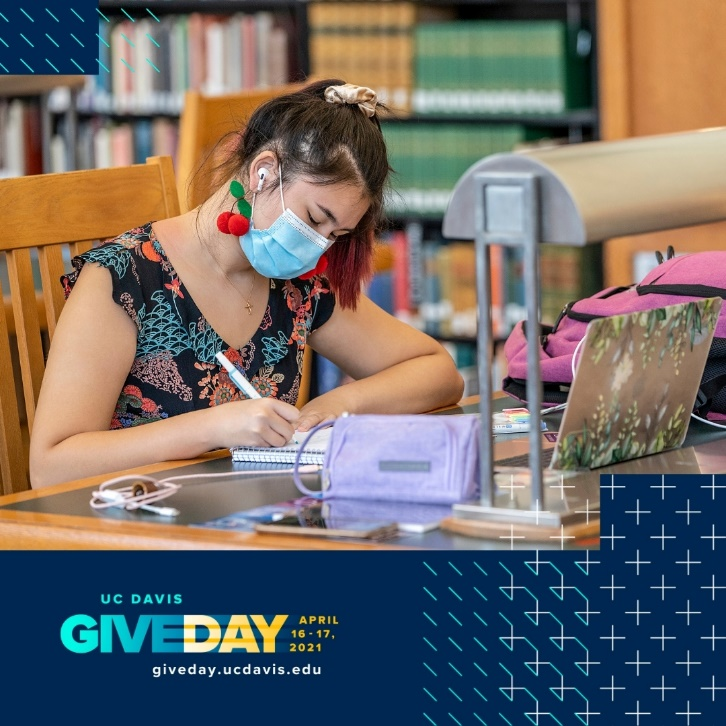 UC DAVIS
GIVEDAY
APRIL
16-17,
2021
giveday.ucdavis.edu